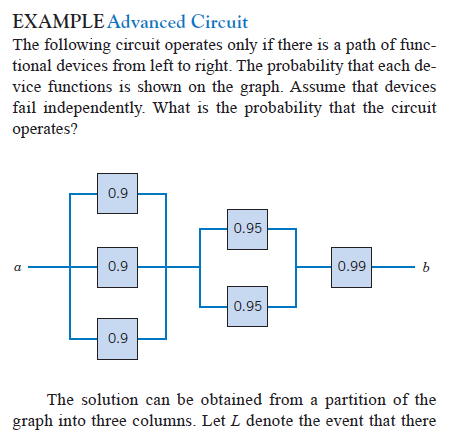 EXAMPLE Advanced Circuit
The following circuit operates only if there is a path of func-
tional devices from left to right. The probability that each de-
vice functions is shown on the graph. Assume that devices
fail independently. What is the probability that the circuit
operates?
0.9
0.95
a
0.9
0.99
b
0.95
0.9
The solution can be obtained from a partition of the
graph into three columns. Let L denote the event that there